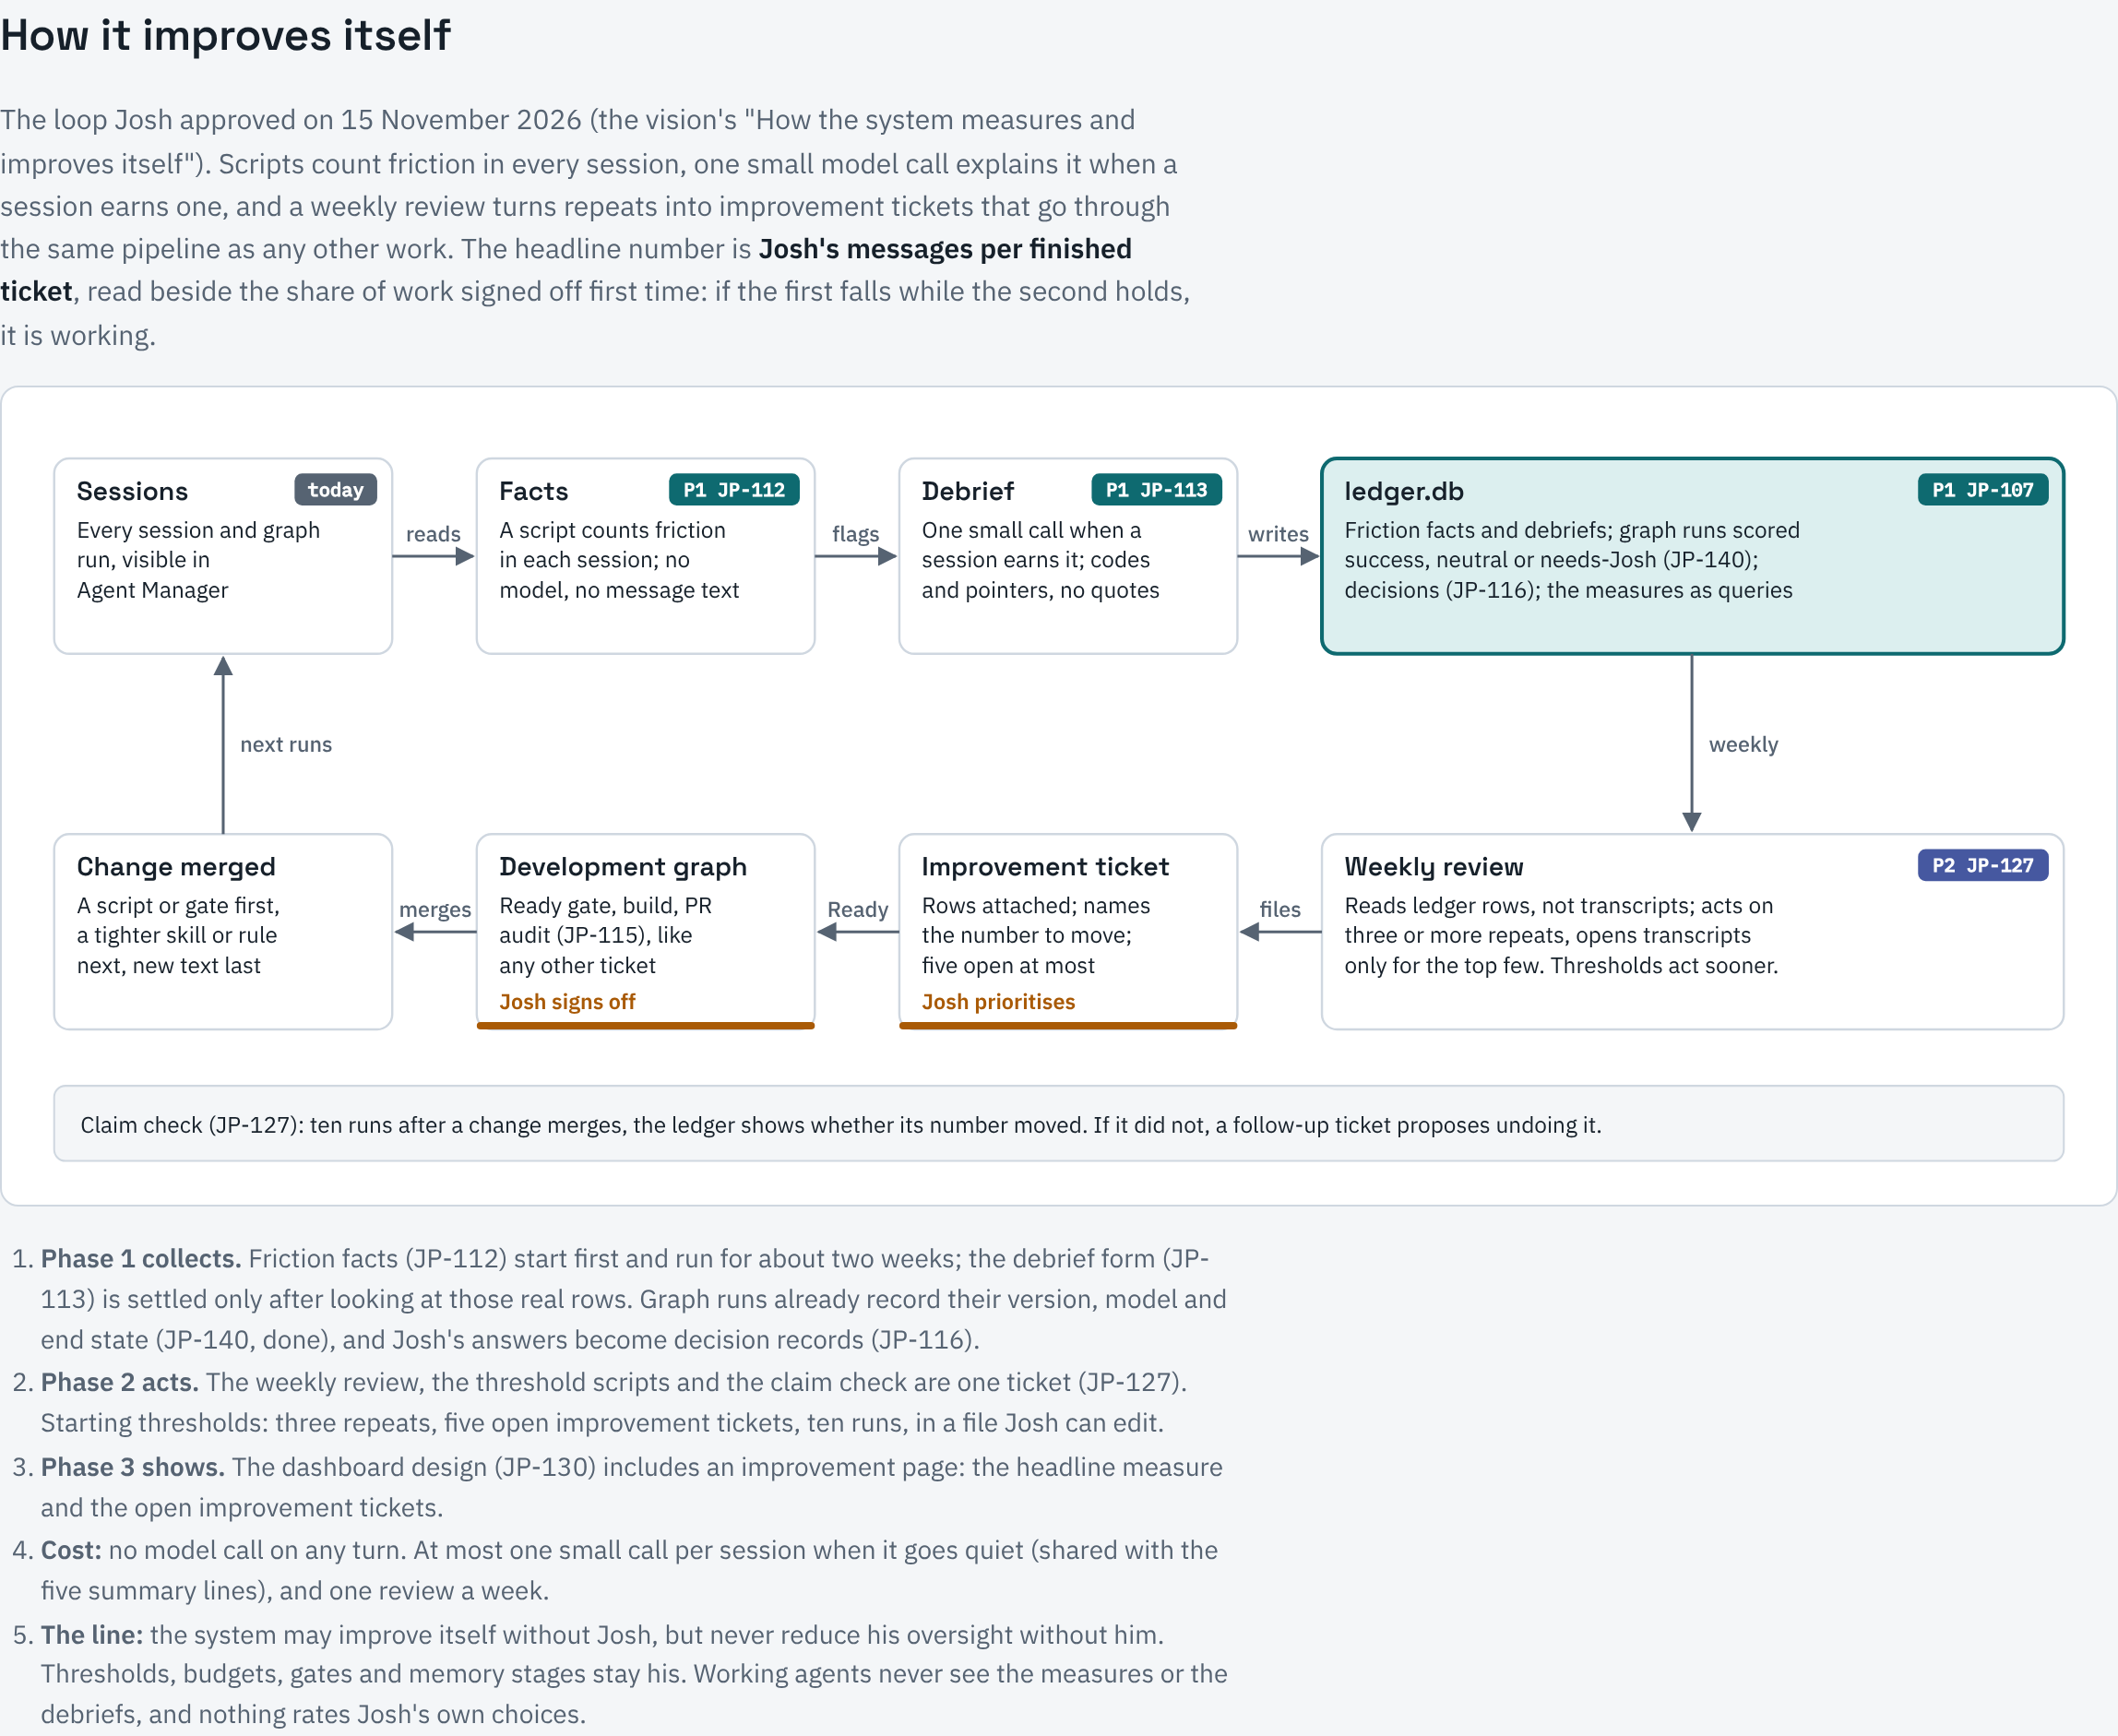 How it improves itself
The loop Josh approved on 15 November 2026 (the vision's "How the system measures and
improves itself"). Scripts count friction in every session, one small model call explains it when a
session earns one, and a weekly review turns repeats into improvement tickets that go through
the same pipeline as any other work. The headline number is Josh's messages per finished
ticket, read beside the share of work signed off first time: if the first falls while the second holds,
it is working.
Sessions
today
Every session and graph
run, visible in
Agent Manager
reads
Facts
P1 JP-112
A script counts friction
in each session; no
model, no message text
flags
Debrief
P1 JP-113
One small call when a
session earns it; codes
and pointers, no quotes
writes
ledger.db
P1 JP-107
Friction facts and debriefs; graph runs scored
success, neutral or needs-Josh (JP-140);
decisions (JP-116); the measures as queries
next runs
weekly
Change merged
A script or gate first,
a tighter skill or rule
next, new text last
merges
Development graph
Ready gate, build, PR
audit (JP-115), like
any other ticket
Josh signs off
Ready
Improvement ticket
Rows attached; names
the number to move;
five open at most
Josh prioritises
files
Weekly review
P2 JP-127
Reads ledger rows, not transcripts; acts on
three or more repeats, opens transcripts
only for the top few. Thresholds act sooner.
Claim check (JP-127): ten runs after a change merges, the ledger shows whether its number moved. If it did not, a follow-up ticket proposes undoing it.
1. Phase 1 collects. Friction facts (JP-112) start first and run for about two weeks; the debrief form (JP-
113) is settled only after looking at those real rows. Graph runs already record their version, model and
end state (JP-140, done), and Josh's answers become decision records (JP-116).
2. Phase 2 acts. The weekly review, the threshold scripts and the claim check are one ticket (JP-127).
Starting thresholds: three repeats, five open improvement tickets, ten runs, in a file Josh can edit.
3. Phase 3 shows. The dashboard design (JP-130) includes an improvement page: the headline measure
and the open improvement tickets.
4. Cost: no model call on any turn. At most one small call per session when it goes quiet (shared with the
five summary lines), and one review a week.
5. The line: the system may improve itself without Josh, but never reduce his oversight without him.
Thresholds, budgets, gates and memory stages stay his. Working agents never see the measures or the
debriefs, and nothing rates Josh's own choices.